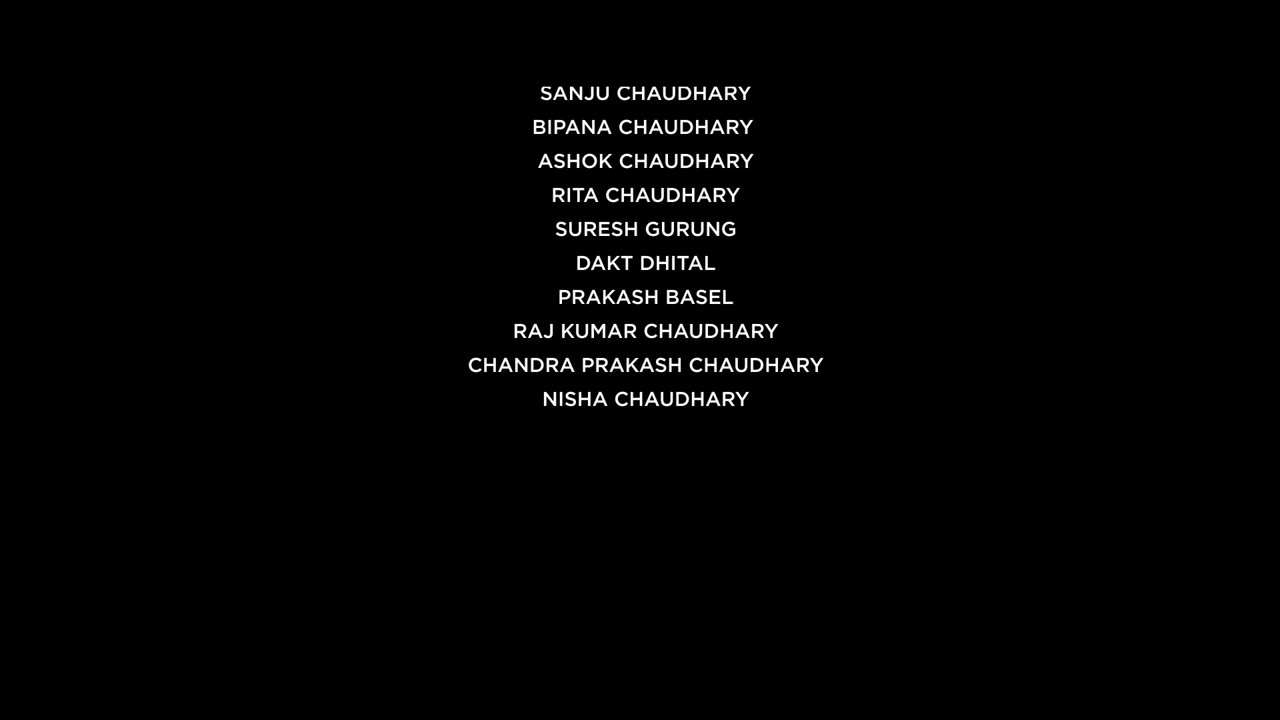 SANJU CHAUDHARY
BIPANA CHAUDHARY
ASHOK CHAUDHARY
RITA CHAUDHARY
SURESH GURUNG
DAKT DHITAL
PRAKASH BASEL
RAJ KUMAR CHAUDHARY
CHANDRA PRAKASH CHAUDHARY
NISHA CHAUDHARY